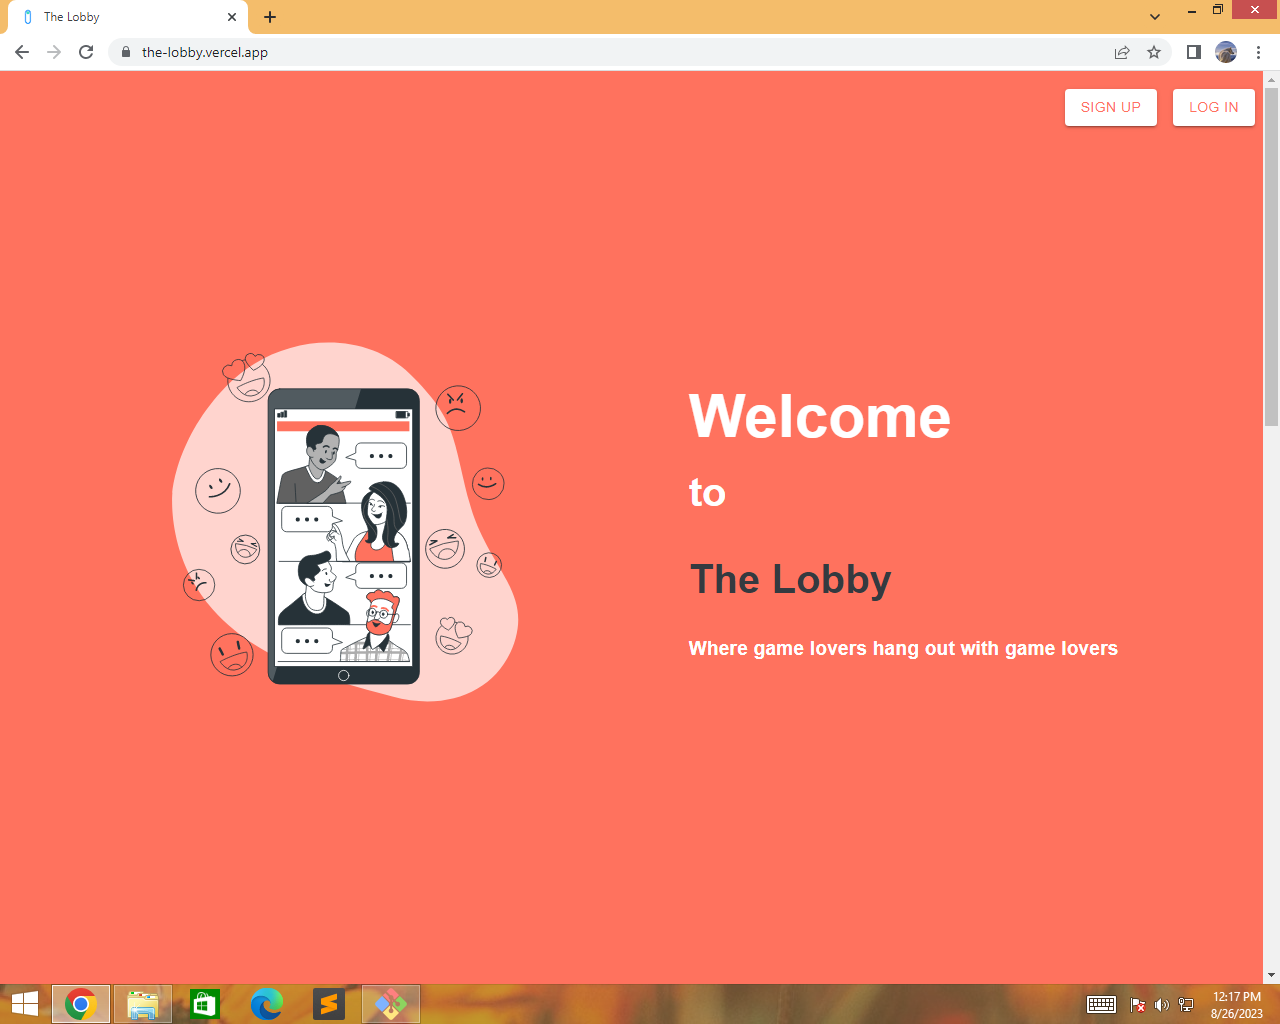 The Lobby
the-lobby.vercel.app
SIGN UP
LOG IN
Welcome
to
The Lobby
Where game lovers hang out with game lovers
12:17 PM
8/26/2023